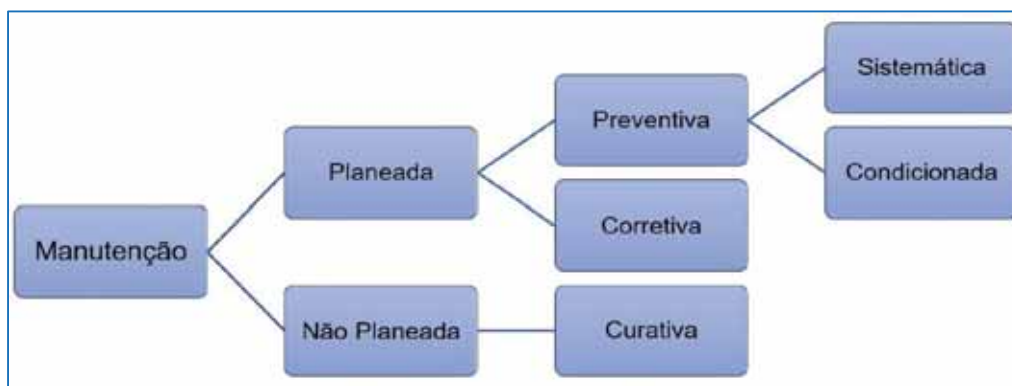 Manutenção
Planeada
Não Planeada
Preventiva
Corretiva
Curativa
Sistemática
Condicionada